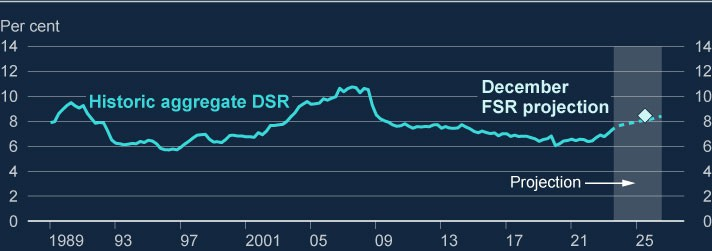 Per cent
14 14
12 12
10 10
8 8
6 6
4 4
2 2
0 0
Historic aggregate DSR
December
FSR projection
Projection
1989 93 97 2001 05 09 13 17 21 25